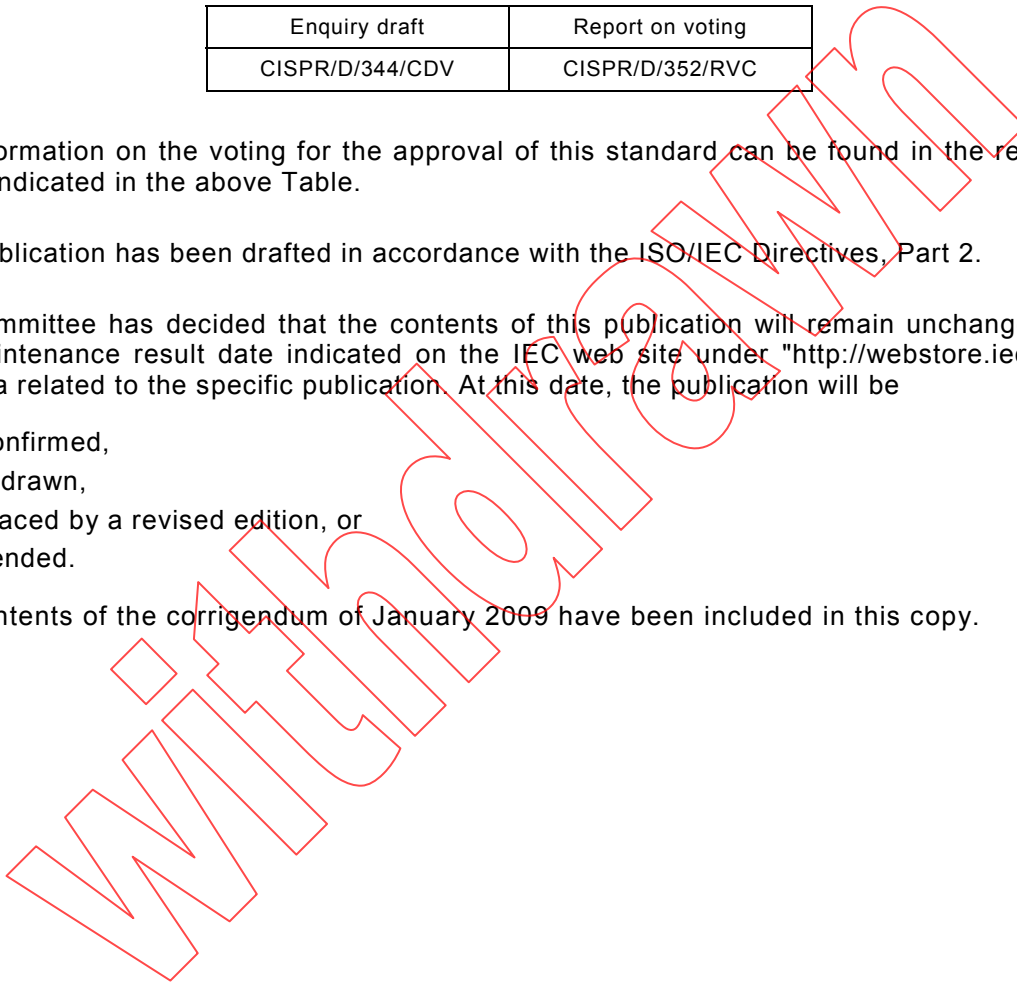 Enquiry draft Report on voting
CISPR/D/344/CDV CISPR/D/352/RVC
ormation on the voting for the approval of this standard can be found in the re
ndicated in the above Table.
ublication has been drafted in accordance with the ISO/IEC Directives, Part 2.
mmittee has decided that the contents of this publication will remain unchang
intenance result date indicated on the IEC web site under "http://webstore.iec
a related to the specific publication. At this date, the publication will be
onfirmed,
drawn,
aced by a revised edition, or
ended.
ntents of the corrigendum of January 2009 have been included in this copy.
withdrawn